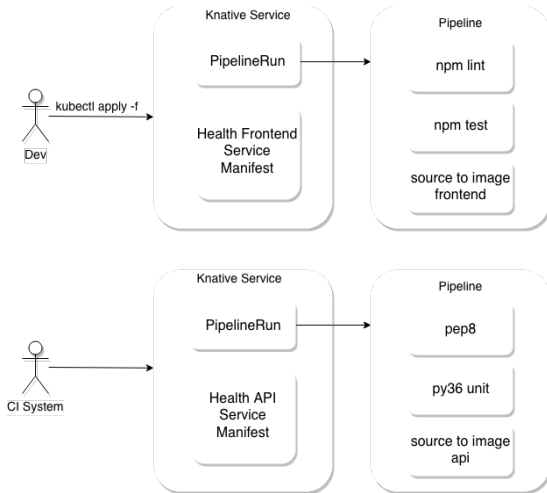 Knative Service
PipelineRun
Health Frontend
Service
Manifest
Pipeline
npm lint
npm test
source to image
frontend
kubectl apply -f
Dev
Knative Service
PipelineRun
Health API
Service
Manifest
Pipeline
pep8
py36 unit
source to image
api
CI System